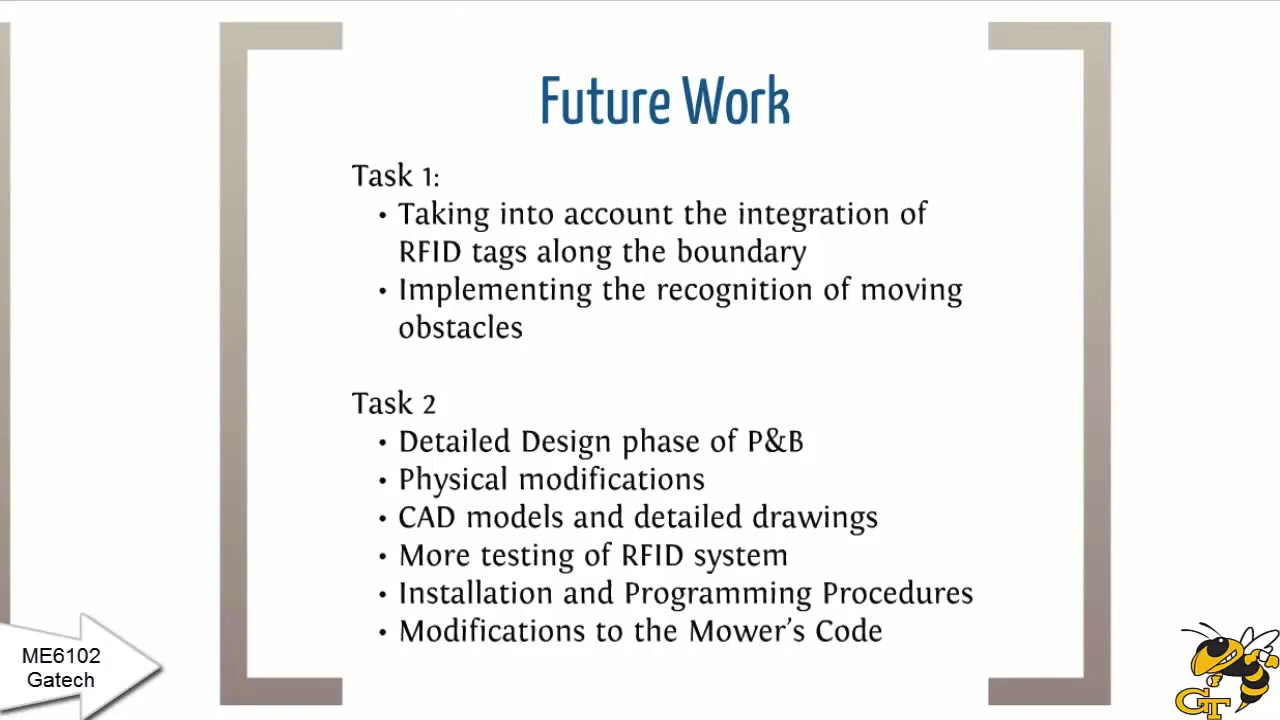 Future Work
Task 1:
• Taking into account the integration of
RFID tags along the boundary
• Implementing the recognition of moving
obstacles
Task 2
• Detailed Design phase of P&B
• Physical modifications
• CAD models and detailed drawings
• More testing of RFID system
• Installation and Programming Procedures
• Modifications to the Mower's Code
ME6102
Gatech
GT